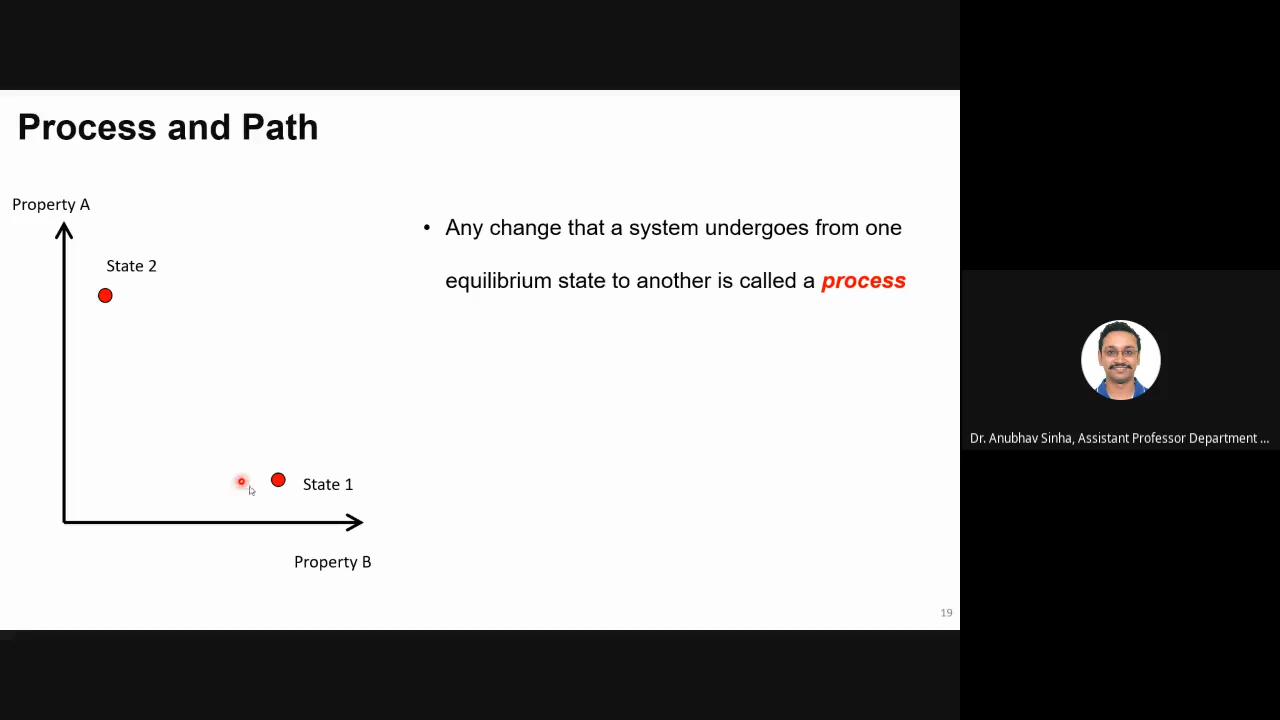 Process and Path
Property A
State 2
• Any change that a system undergoes from one
equilibrium state to another is called a process
State 1
Property B
19
Dr. Anubhav Sinha, Assistant Professor Department ...